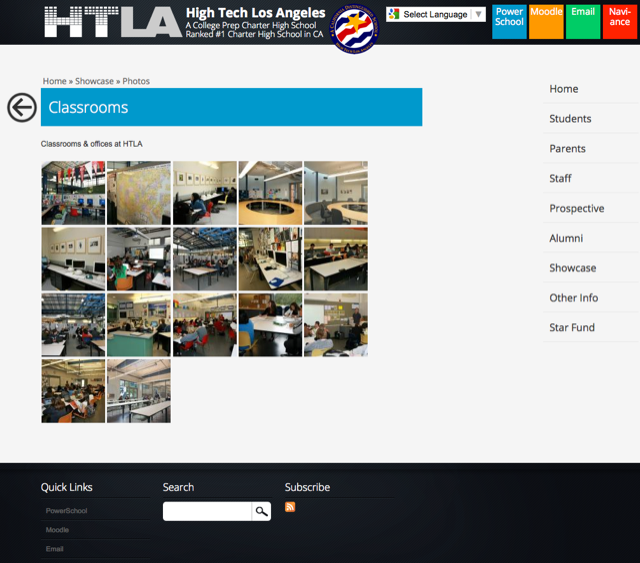 HTLA
High Tech Los Angeles
A College Prep Charter High School
Ranked #1 Charter High School in CA
Select Language
Power School
Moodle
Email
Navi-
ance
Home » Showcase » Photos
Classrooms
Classrooms & offices at HTLA
Home
Students
Parents
Staff
Prospective
Alumni
Showcase
Other Info
Star Fund
Quick Links
PowerSchool
Moodle
Email
Search
Subscribe